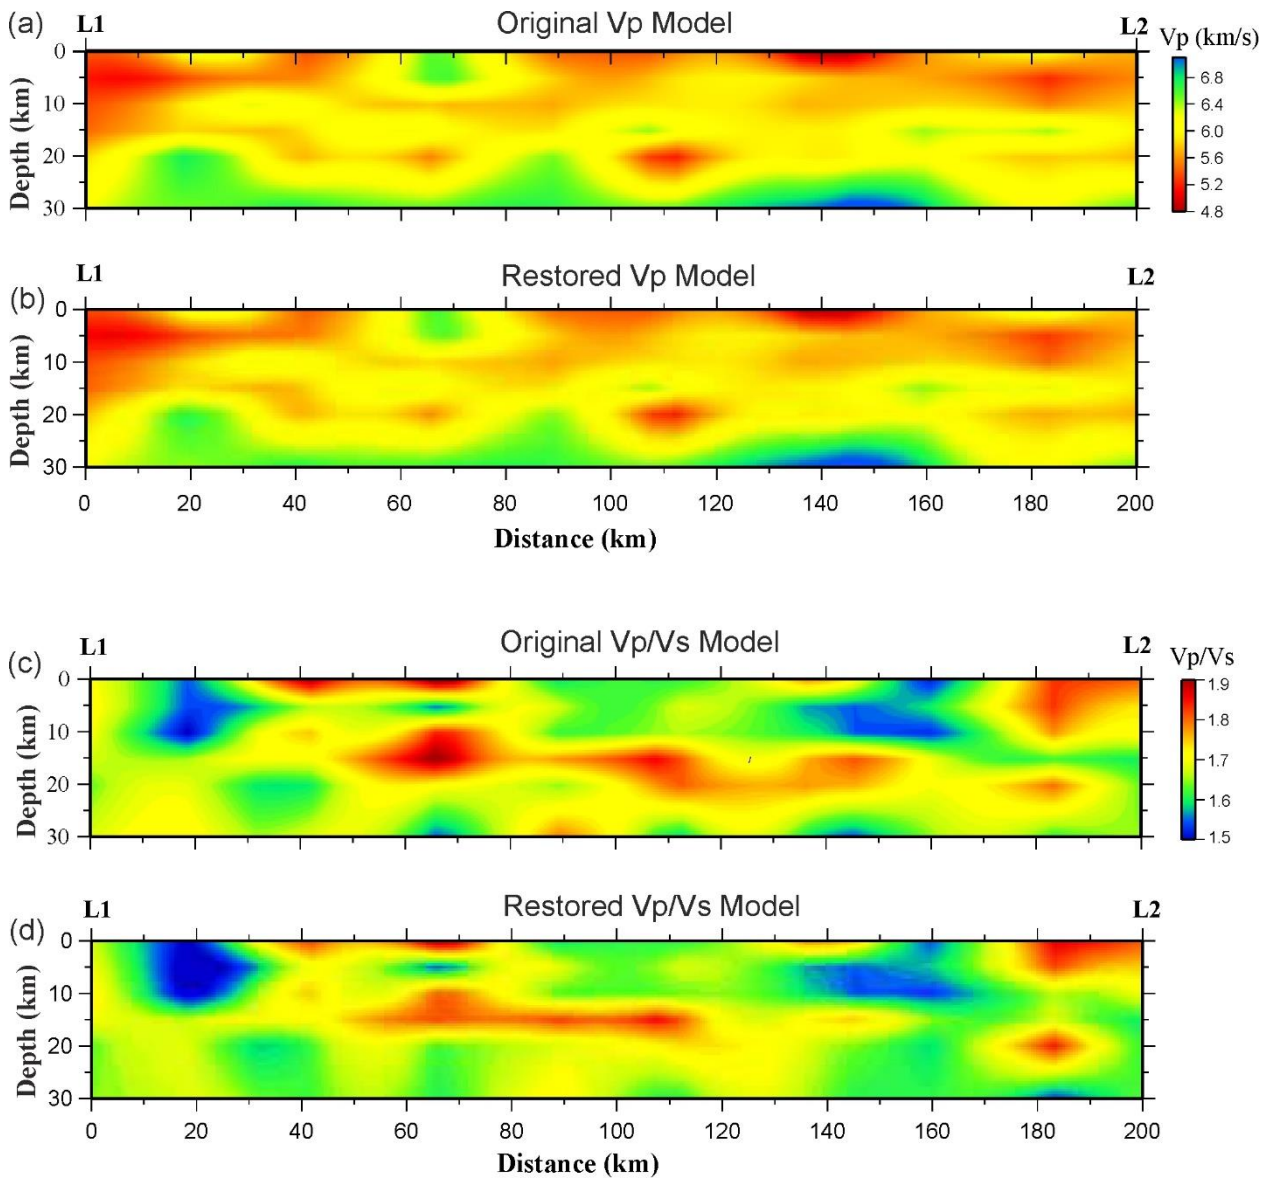 (a) L1 Original Vp Model L2 Vp (km/s)
0
10
20
30
Depth (km)
6.8
6.4
6.0
5.6
5.2
4.8
(b) L1 Restored Vp Model L2
0
10
20
30
Depth (km)
0 20 40 60 80 100 120 140 160 180 200
Distance (km)
(c) L1 Original Vp/Vs Model L2 Vp/Vs
0
10
20
30
Depth (km)
1.9
1.8
1.7
1.6
1.5
(d) L1 Restored Vp/Vs Model L2
0
10
20
30
Depth (km)
0 20 40 60 80 100 120 140 160 180 200
Distance (km)